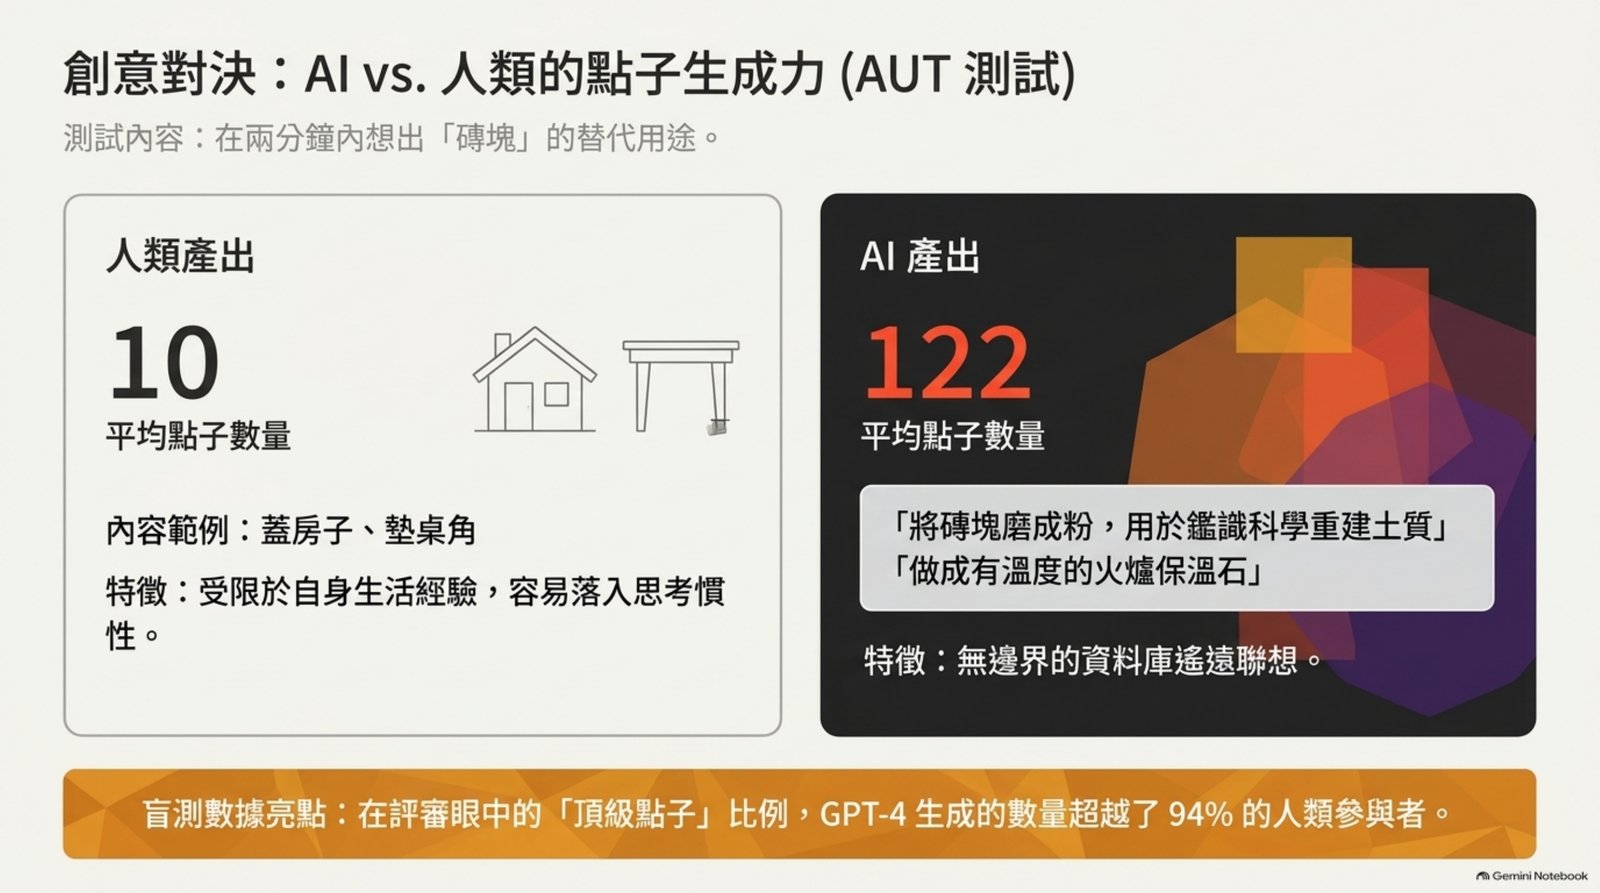 創意對決：AI vs. 人類的點子生成力 (AUT 測試)
測試內容：在兩分鐘內想出「磚塊」的替代用途。
人類產出
10
平均點子數量
內容範例：蓋房子、墊桌角
特徵：受限於自身生活經驗，容易落入思考慣
性。
AI 產出
122
平均點子數量
「將磚塊磨成粉，用於鑑識科學重建土質」
「做成有溫度的火爐保溫石」
特徵：無邊界的資料庫遙遠聯想。
盲測數據亮點：在評審眼中的「頂級點子」比例，GPT-4 生成的數量超越了 94% 的人類參與者。
Gemini Notebook